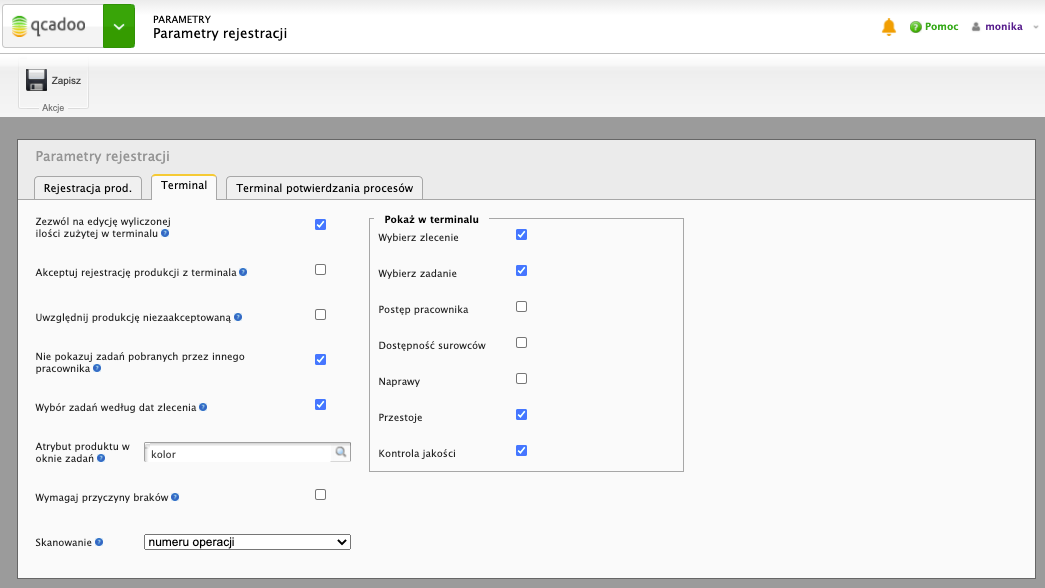 qcadoo
PARAMETRY
Parametry rejestracji
Pomoc
monika
Zapisz
Akcje
Parametry rejestracji
Rejestracja prod.
Terminal
Terminal potwierdzania procesów
Zezwól na edycję wyliczonej
ilości zużytej w terminalu
Akceptuj rejestrację produkcji z terminala
Uwzględnij produkcję niezaakceptowaną
Nie pokazuj zadań pobranych przez innego
pracownika
Wybór zadań według dat zlecenia
Atrybut produktu w
oknie zadań
kolor
Wymagaj przyczyny braków
Skanowanie
numeru operacji
Pokaż w terminalu
Wybierz zlecenie
Wybierz zadanie
Postęp pracownika
Dostępność surowców
Naprawy
Przestoje
Kontrola jakości